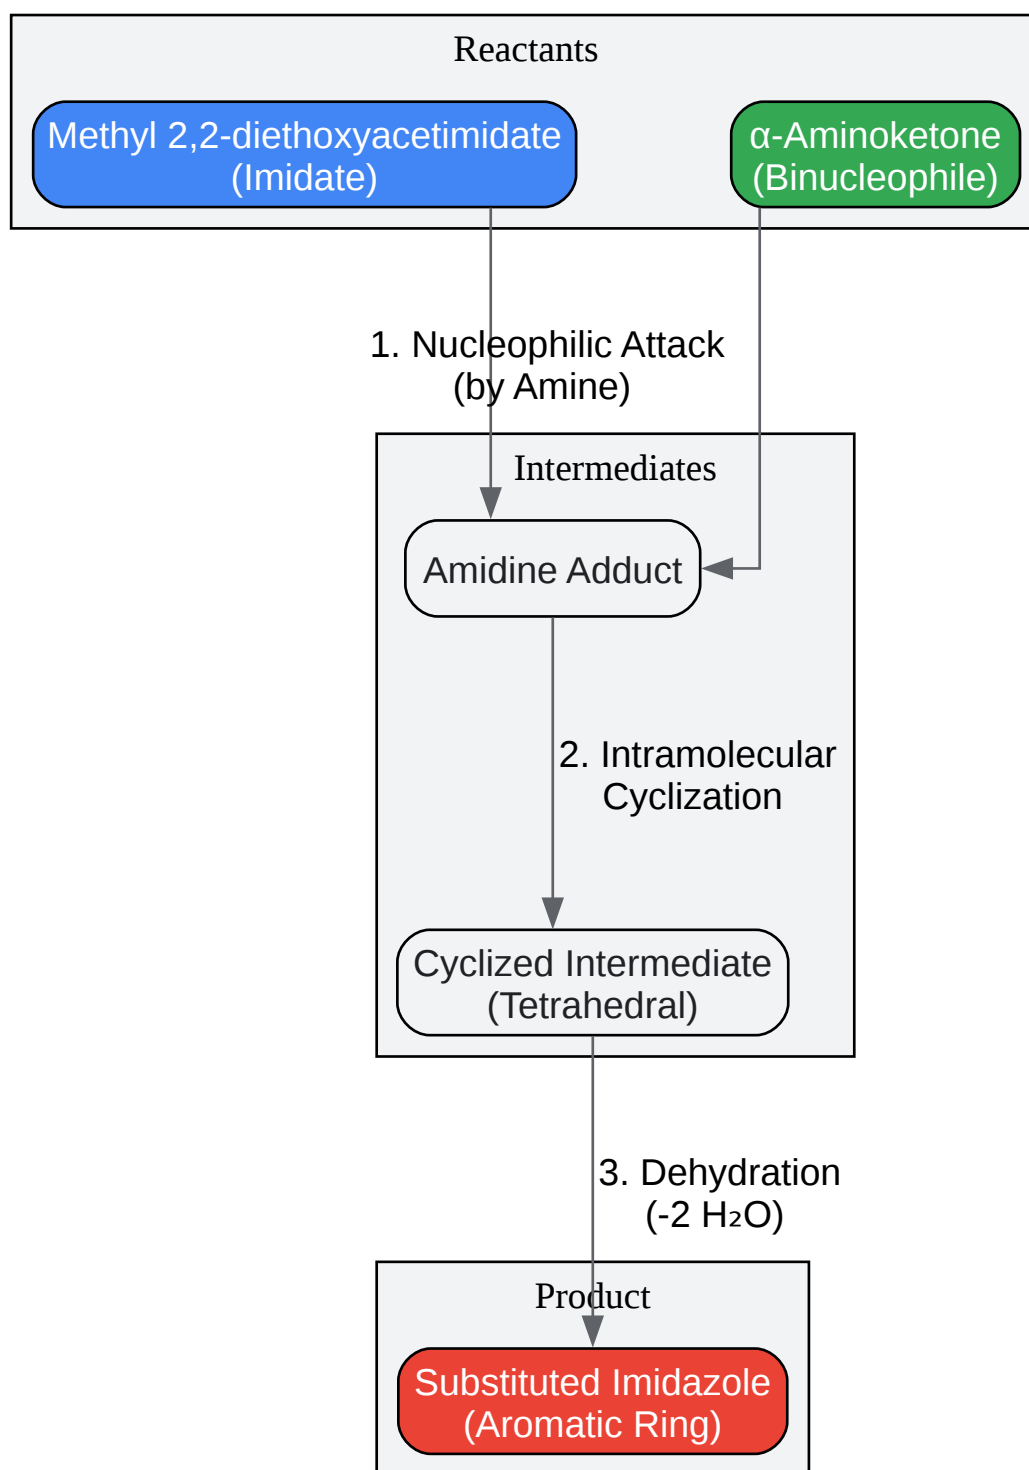 Reactants
Methyl 2,2-diethoxyacetimidate
(Imidate)
α-Aminoketone
(Binucleophile)
1. Nucleophilic Attack
(by Amine)
Intermediates
Amidine Adduct
2. Intramolecular
Cyclization
Cyclized Intermediate
(Tetrahedral)
3. Dehydration
(-2 H₂O)
Product
Substituted Imidazole
(Aromatic Ring)